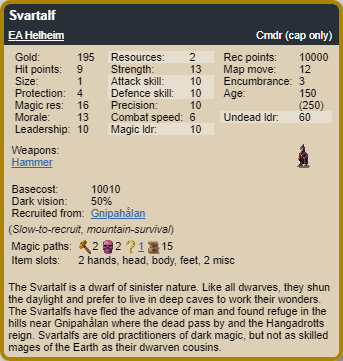 Svartalf
EA Helheim Cmdr (cap only)
Gold: 195 Resources: 2 Rec points: 10000
Hit points: 9 Strength: 13 Map move: 12
Size: 1 Attack skill: 10 Encumbrance: 3
Protection: 4 Defence skill: 10 Age: 150
Magic res: 16 Precision: 10 (250)
Morale: 13 Combat speed: 6 Undead ldr: 60
Leadership: 10 Magic ldr: 10
Weapons:
Hammer
Basecost: 10010
Dark vision: 50%
Recruited from: Gnipahålan
(Slow-to-recruit, mountain-survival)
Magic paths: 2 2 ? 1 15
Item slots: 2 hands, head, body, feet, 2 misc
The Svartalf is a dwarf of sinister nature. Like all dwarves, they shun
the daylight and prefer to live in deep caves to work their wonders.
The Svartalfs have fled the advance of man and found refuge in the
hills near Gnipahålan where the dead pass by and the Hangadrotts
reign. Svartalfs are old practitioners of dark magic, but not as skilled
mages of the Earth as their dwarven cousins.